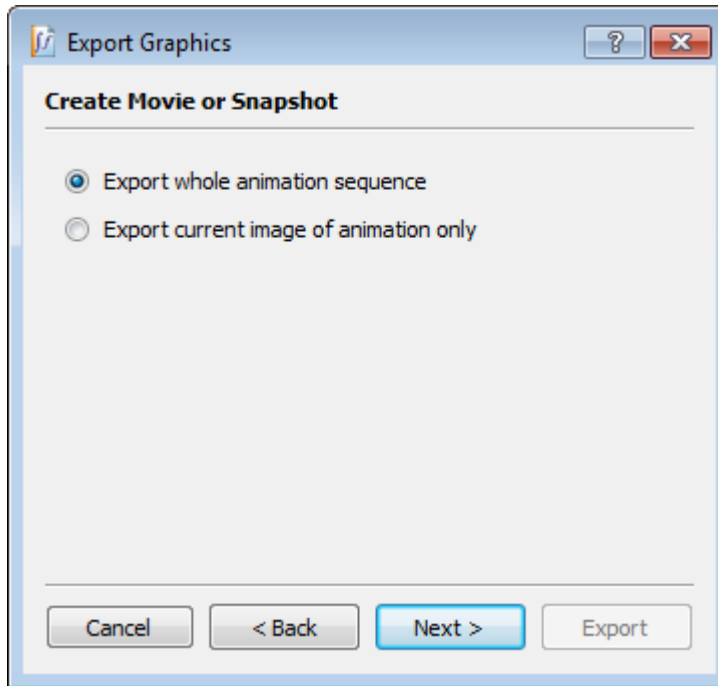 Export Graphics
Create Movie or Snapshot
Export whole animation sequence
Export current image of animation only
Cancel < Back Next > Export